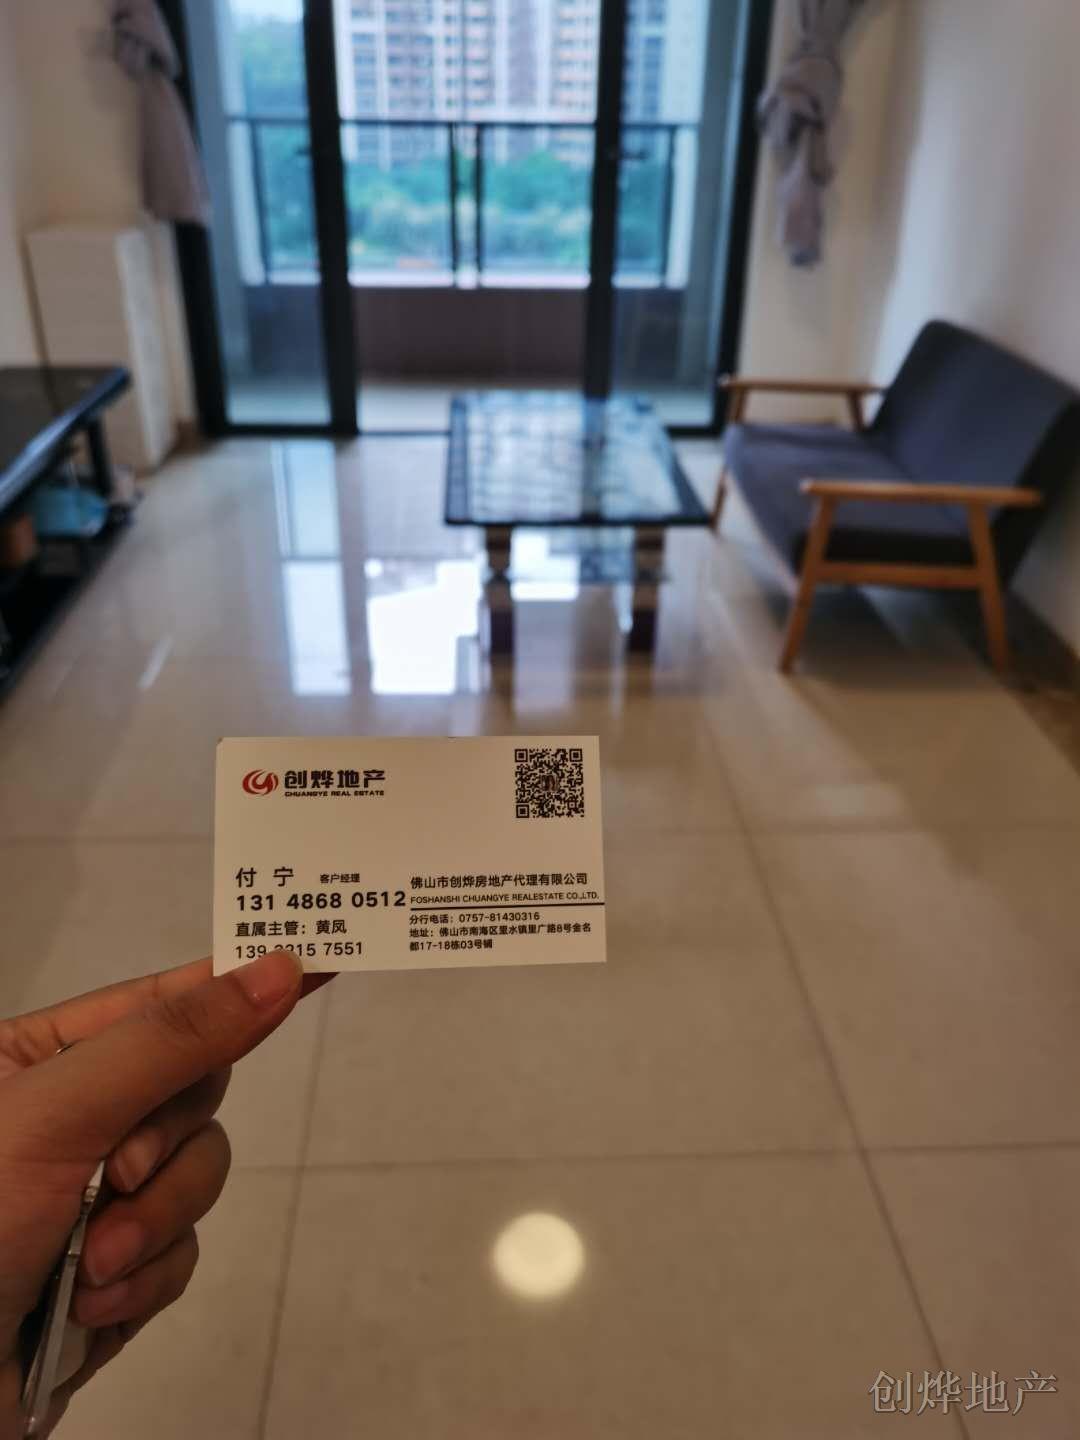 创烨地产
CHUANGYE REAL ESTATE
付宁 客户经理
131 4868 0512
直属主管：黄凤
139 2215 7551
佛山市创烨房地产代理有限公司
FOSHANSHI CHUANGYE REALESTATE CO.,LTD.
分行电话：0757-81430316
地址：佛山市南海区里水镇里广路8号金名
都17-18栋03号铺
创烨地产